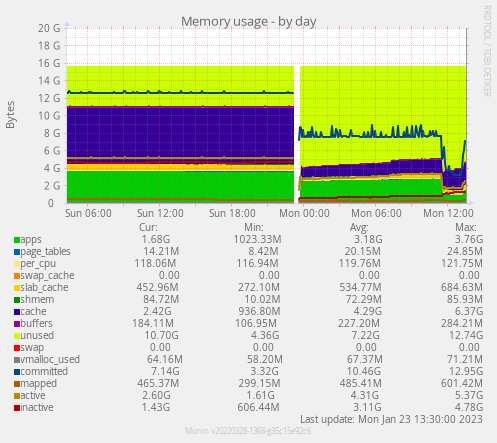 Memory usage - by day
RRDTOOL / TOBI OETIKER
Bytes
20 G
18 G
16 G
14 G
12 G
10 G
8 G
6 G
4 G
2 G
0
Sun 06:00 Sun 12:00 Sun 18:00 Mon 00:00 Mon 06:00 Mon 12:00
Cur: Min: Avg: Max:
apps 1.68G 1023.33M 3.18G 3.76G
page_tables 14.21M 8.42M 20.15M 24.85M
per_cpu 118.06M 116.94M 119.76M 121.75M
swap_cache 0.00 0.00 0.00 0.00
slab_cache 452.96M 272.10M 534.77M 684.63M
shmem 84.72M 10.02M 72.29M 85.93M
cache 2.42G 936.80M 4.29G 6.37G
buffers 184.11M 106.95M 227.20M 284.21M
unused 10.70G 4.36G 7.22G 12.74G
swap 0.00 0.00 0.00 0.00
vmalloc_used 64.16M 58.20M 67.37M 71.21M
committed 7.14G 3.32G 10.46G 12.95G
mapped 465.37M 299.15M 485.41M 601.42M
active 2.60G 1.61G 4.31G 5.37G
inactive 1.43G 606.44M 3.11G 4.78G
Last update: Mon Jan 23 13:30:00 2023